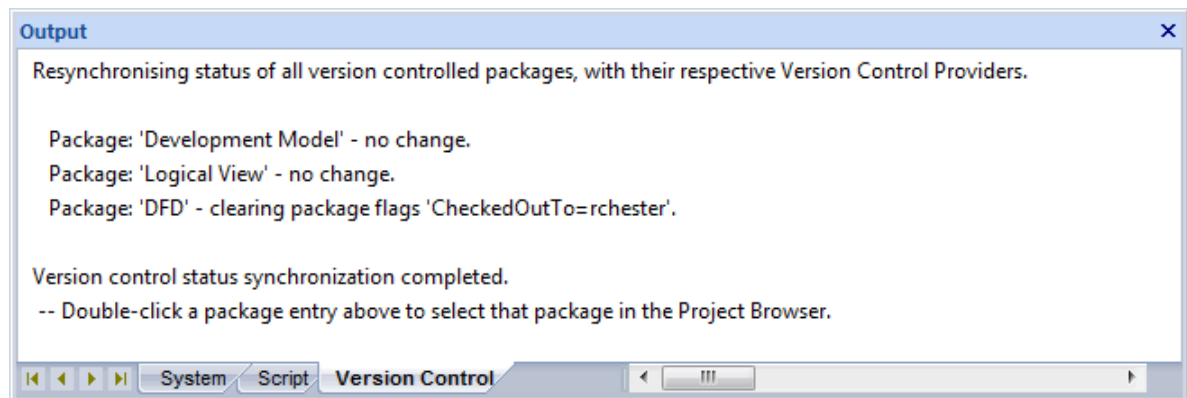 Output
Resynchronising status of all version controlled packages, with their respective Version Control Providers.
Package: 'Development Model' - no change.
Package: 'Logical View' - no change.
Package: 'DFD' - clearing package flags 'CheckedOutTo=rchester'.
Version control status synchronization completed.
-- Double-click a package entry above to select that package in the Project Browser.
System Script Version Control